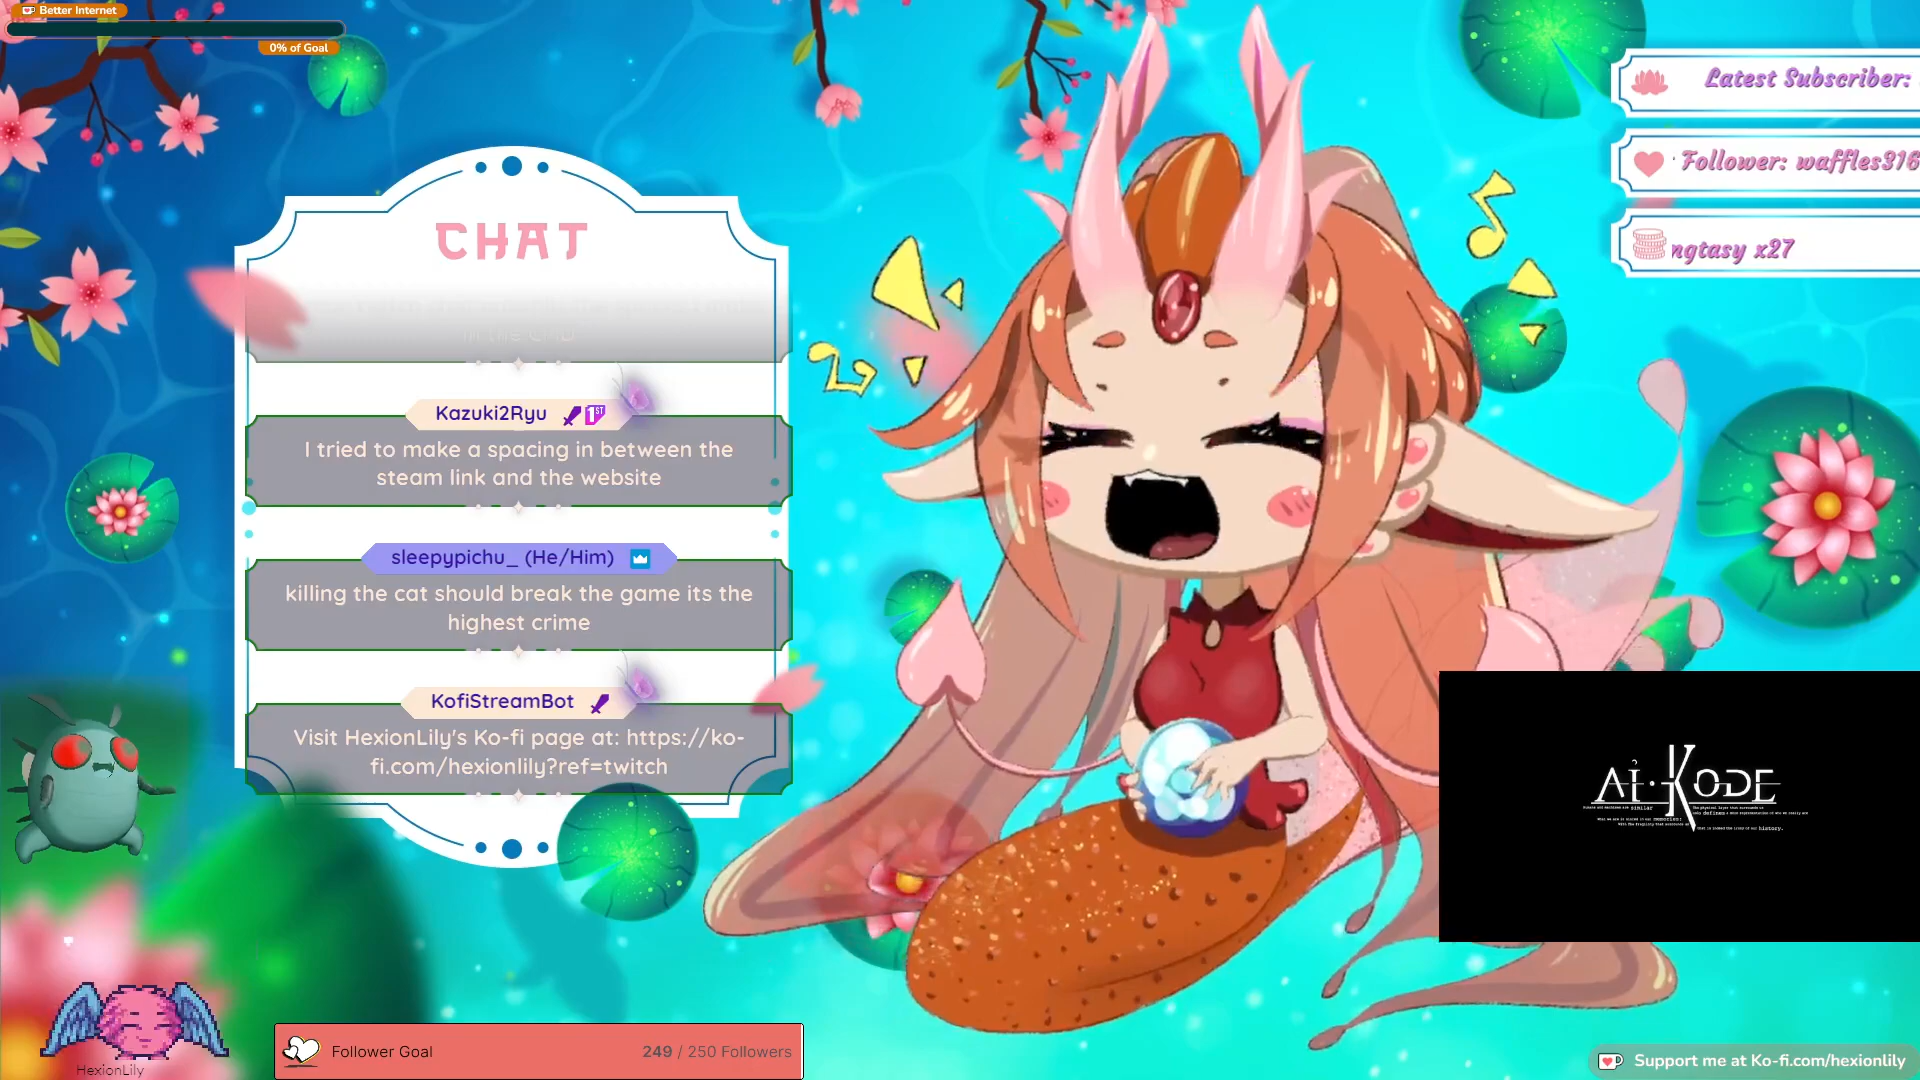 Better Internet
0% of Goal
Latest Subscriber:
Follower: waffles316
ngtasy x27
CHAT
Kazuki2Ryu
I tried to make a spacing in between the
steam link and the website
sleepypichu_ (He/Him)
killing the cat should break the game its the
highest crime
KofiStreamBot
Visit HexionLily's Ko-fi page at: https://ko-
fi.com/hexionlily?ref=twitch
AI·KODE
HexionLily
Follower Goal
249 / 250 Followers
Support me at Ko-fi.com/hexionlily